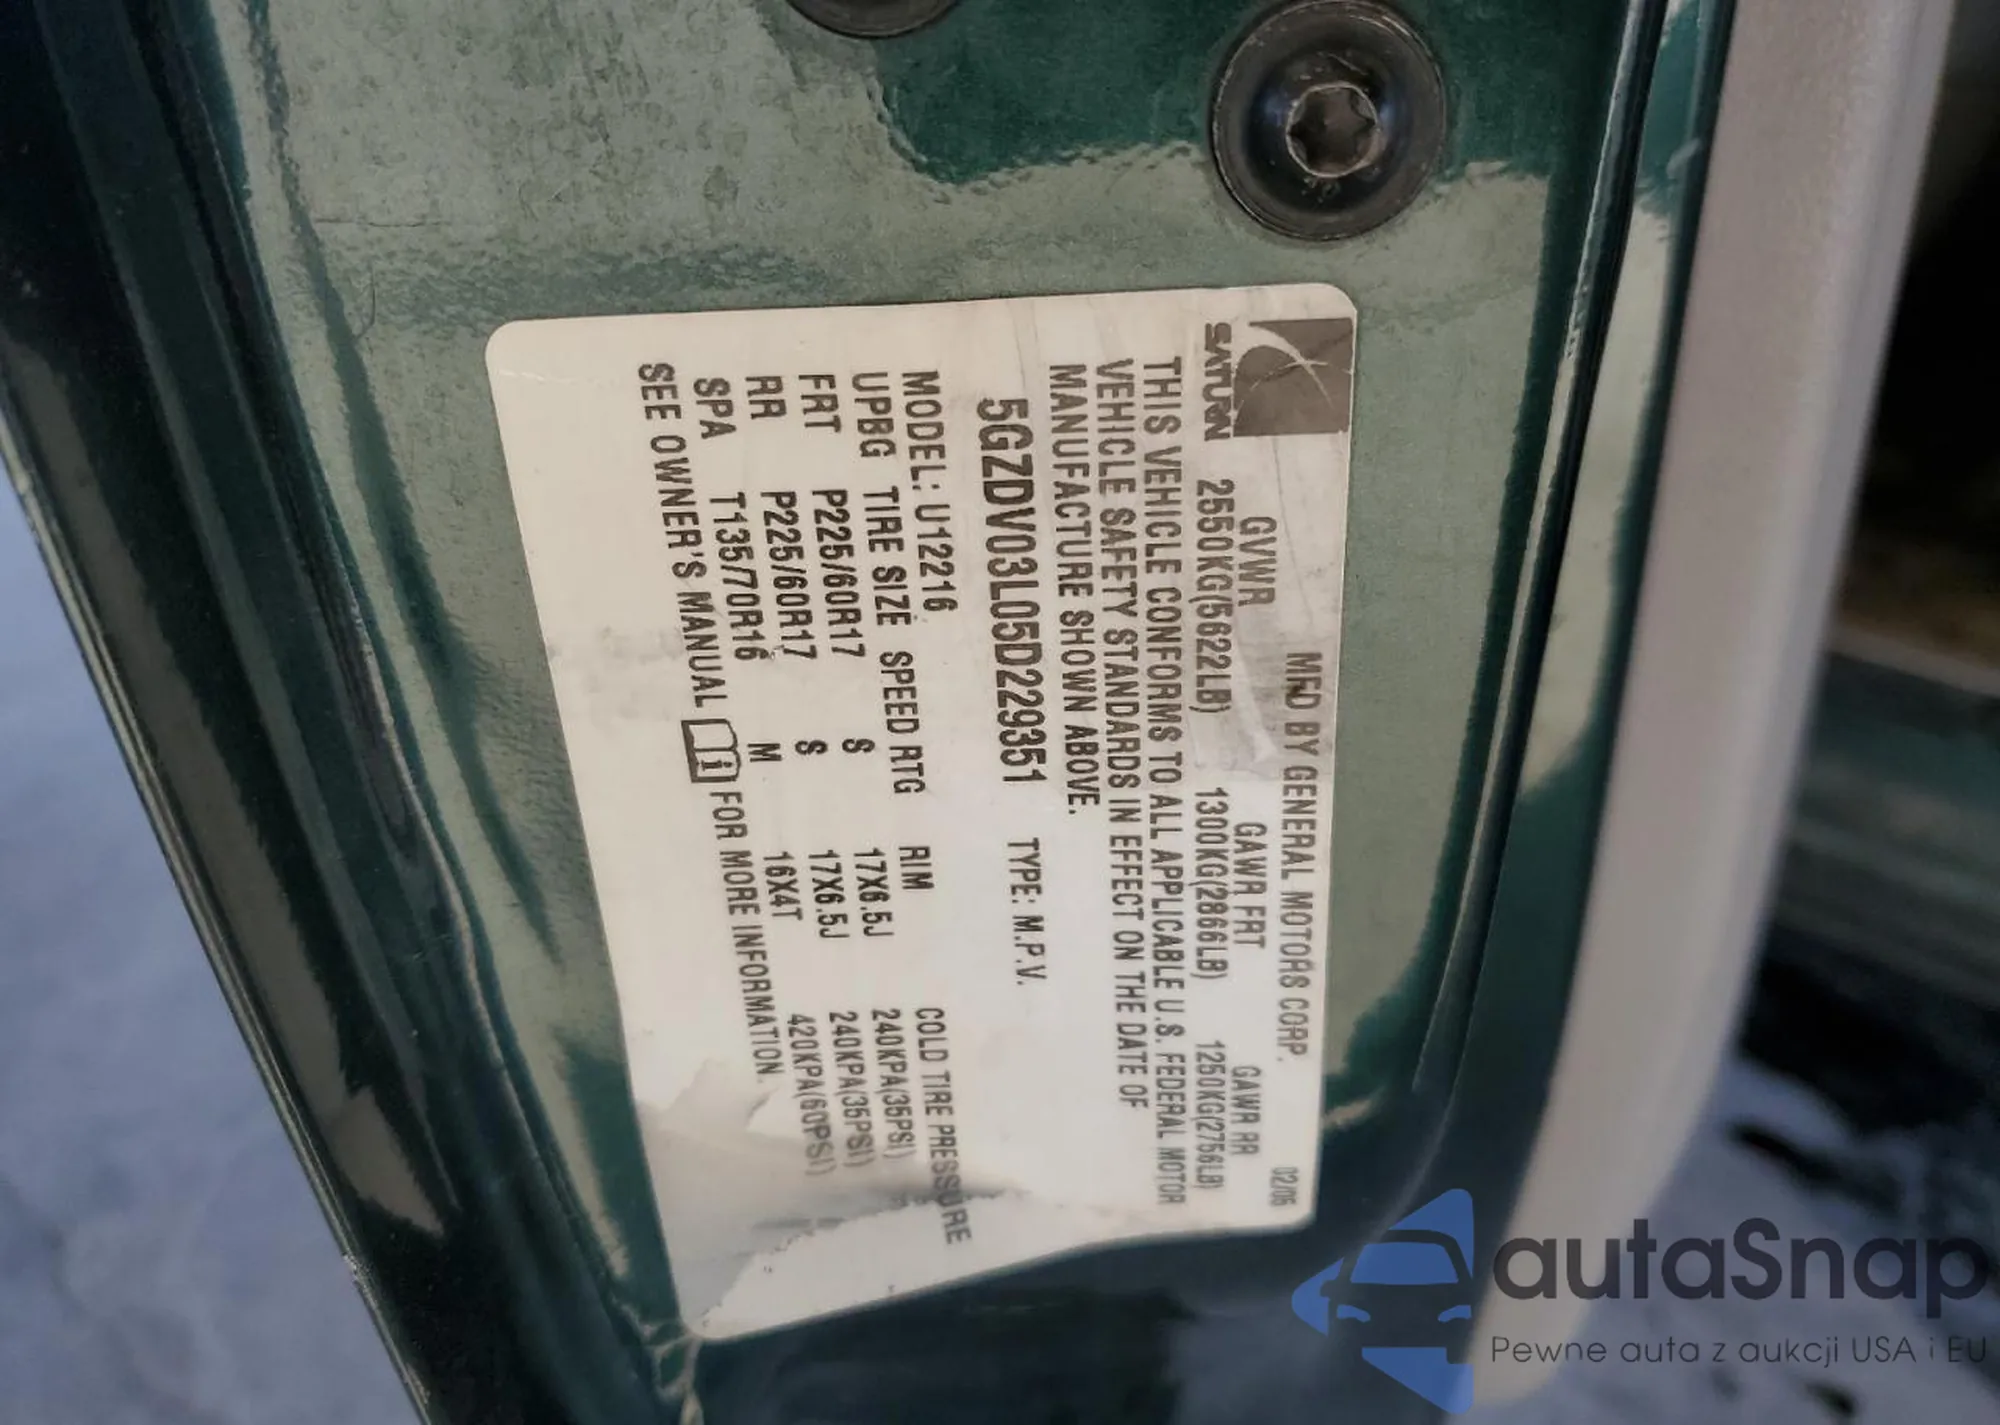 SATURN
MFD BY GENERAL MOTORS CORP. 02/05
GVWR GAWR FRT GAWR RR
2550KG(5622LB) 1300KG(2866LB) 1250KG(2756LB)
THIS VEHICLE CONFORMS TO ALL APPLICABLE U.S. FEDERAL MOTOR
VEHICLE SAFETY STANDARDS IN EFFECT ON THE DATE OF
MANUFACTURE SHOWN ABOVE.
5GZDV03L05D229351 TYPE: M.P.V.
MODEL: U12216
UPBG TIRE SIZE SPEED RTG RIM COLD TIRE PRESSURE
FRT P225/60R17 S 17X6.5J 240KPA(35PSI)
RR P225/60R17 S 17X6.5J 240KPA(35PSI)
SPA T135/70R16 M 16X4T 420KPA(60PSI)
SEE OWNER'S MANUAL i FOR MORE INFORMATION.
autaSnap
Pewne auta z aukcji USA i EU